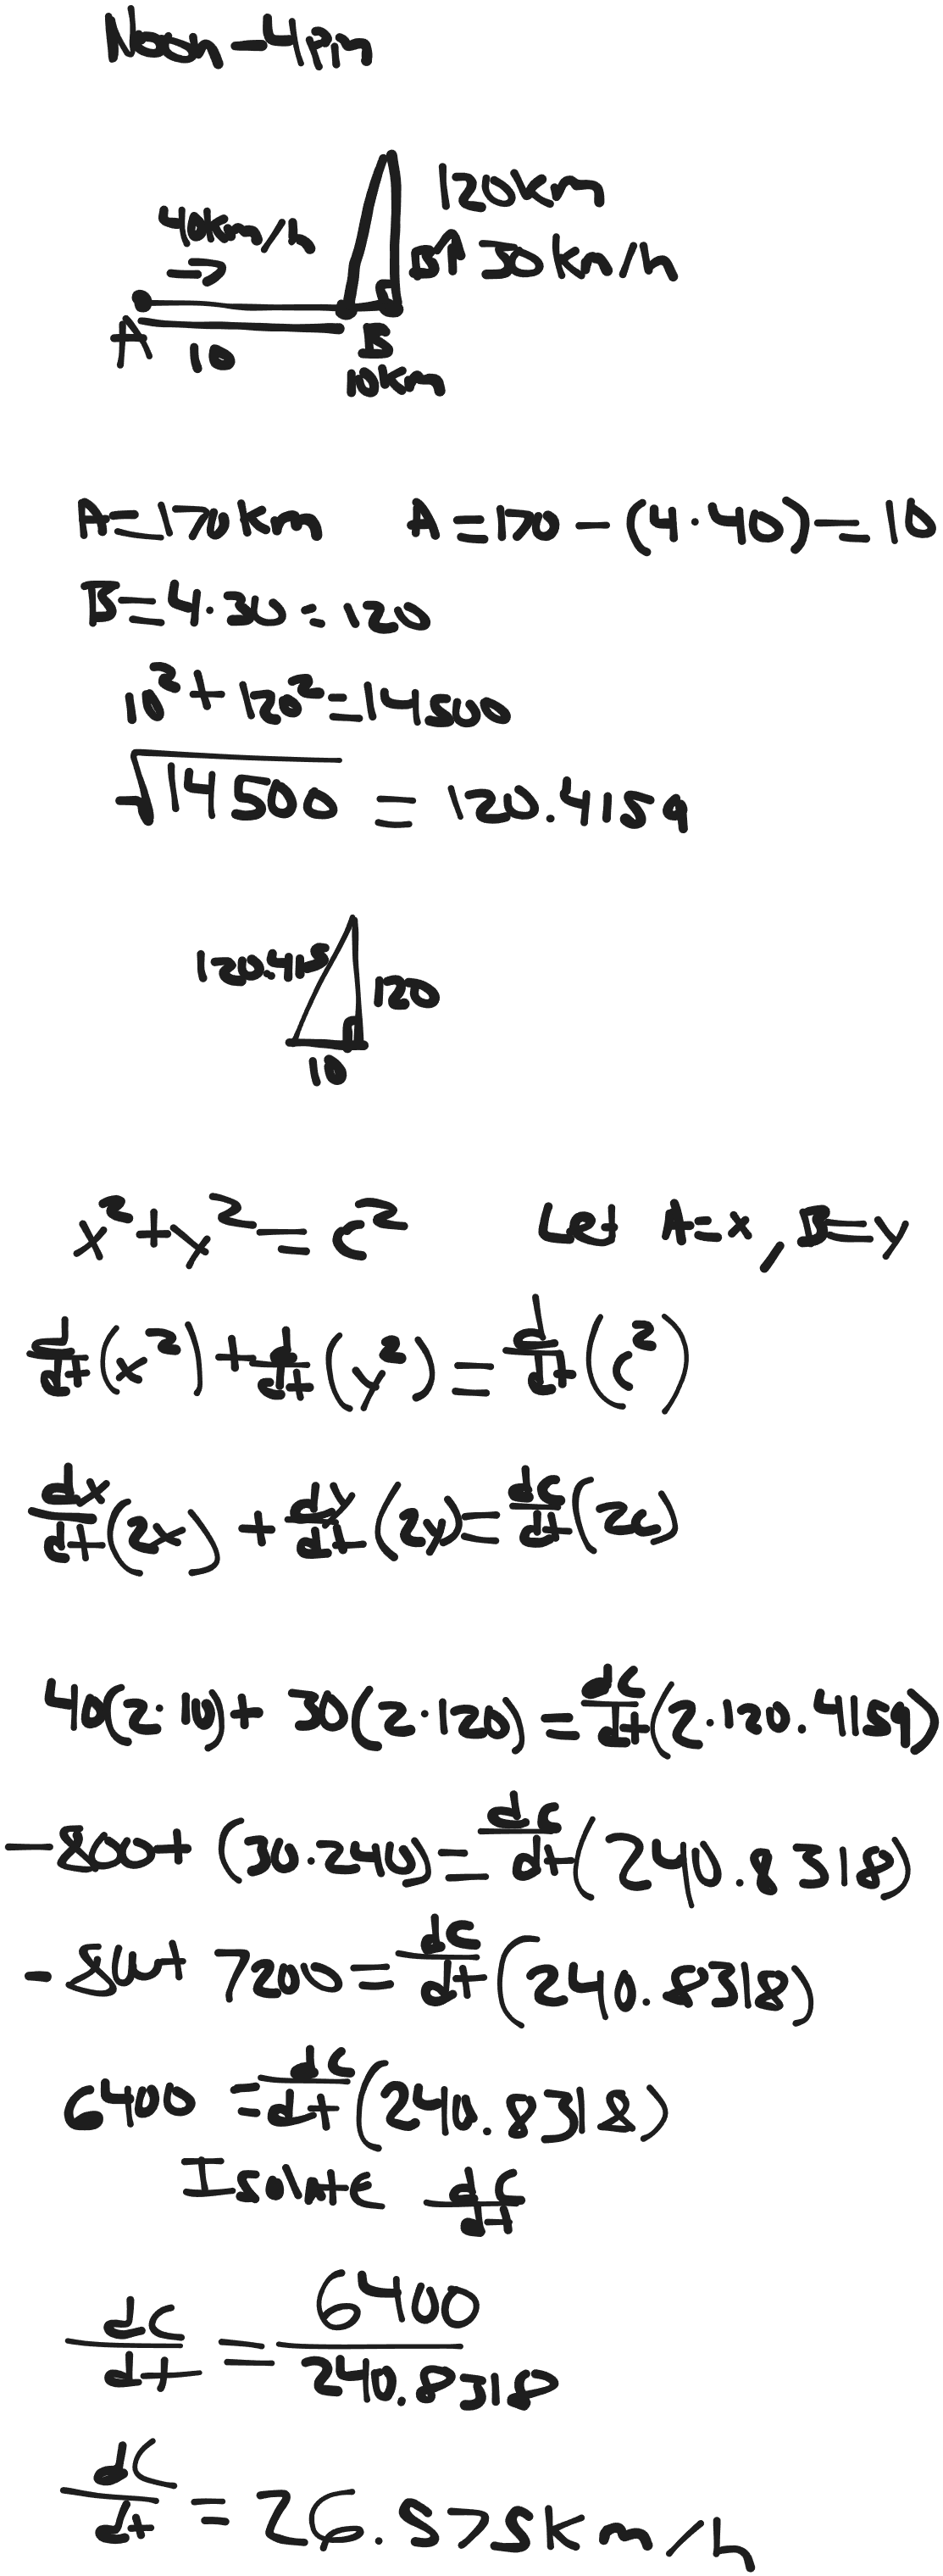 Noon - 4pm
120km
40km/h
→
B↑ 30km/h
A
10
B
10km
A=170km A=170-(4·40)=10
B=4·30=120
10²+120²=14500
√14500 = 120.4159
120.415
120
10
x²+y²=c² Let A=x, B=y
d/dt(x²)+d/dt(y²)=d/dt(c²)
dx/dt(2x)+dy/dt(2y)=dc/dt(2c)
40(2·10)+30(2·120)=dc/dt(2·120.4159)
-800+(30·240)=dc/dt(240.8318)
-800+7200=dc/dt(240.8318)
6400=dc/dt(240.8318)
Isolate dc/dt
dc/dt=6400/240.8318
dc/dt=26.575km/h